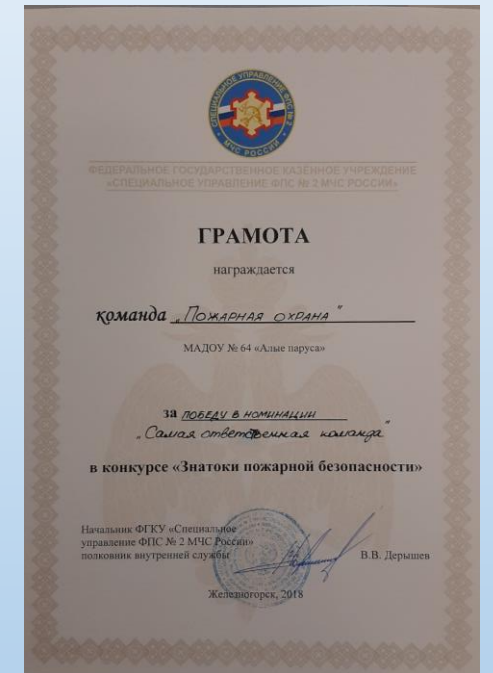 СПЕЦИАЛЬНОЕ УПРАВЛЕНИЕ ФПС № 2
МЧС РОССИИ
ФЕДЕРАЛЬНОЕ ГОСУДАРСТВЕННОЕ КАЗЁННОЕ УЧРЕЖДЕНИЕ
«СПЕЦИАЛЬНОЕ УПРАВЛЕНИЕ ФПС № 2 МЧС РОССИИ»
ГРАМОТА
награждается
команда „Пожарная охрана"
МАДОУ № 64 «Алые паруса»
за победу в номинации
„Самая ответственная команда"
в конкурсе «Знатоки пожарной безопасности»
Начальник ФГКУ «Специальное
управление ФПС № 2 МЧС России»
полковник внутренней службы В.В. Дерышев
Железногорск, 2018